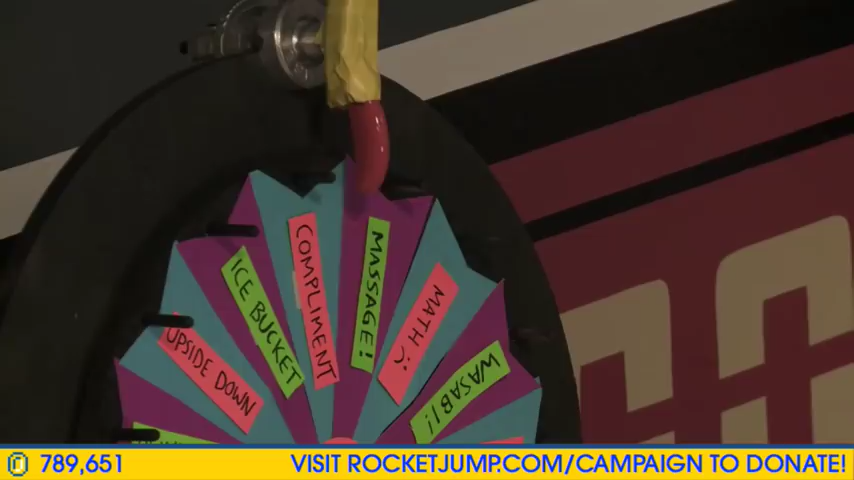 UPSIDE DOWN
ICE BUCKET
COMPLIMENT
MASSAGE!
MATH :(
WASABI!!
789,651
VISIT ROCKETJUMP.COM/CAMPAIGN TO DONATE!